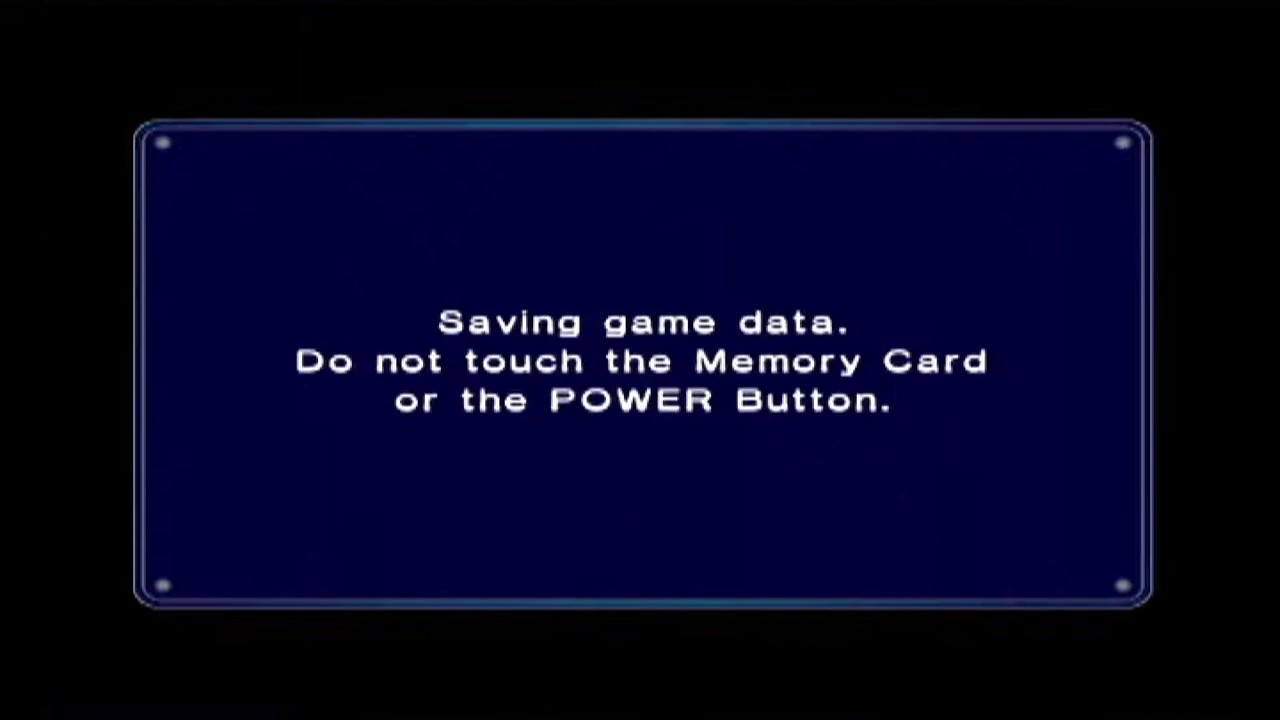 Saving game data.
Do not touch the Memory Card
or the POWER Button.